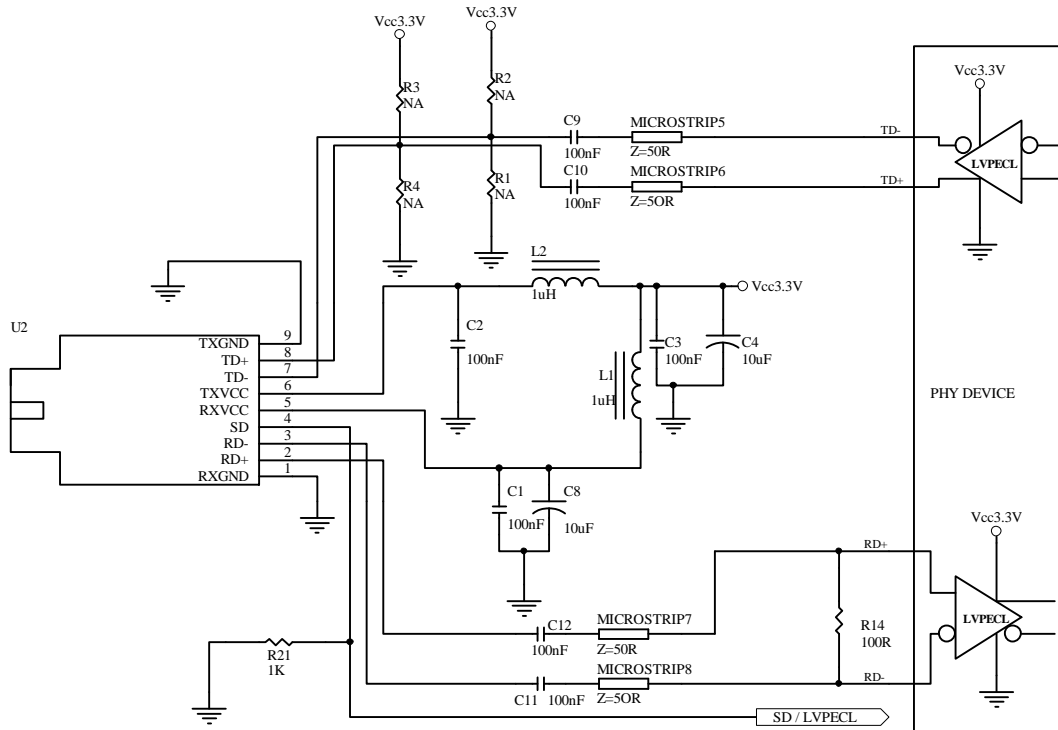 Vcc3.3V
Vcc3.3V
R3
NA
R2
NA
Vcc3.3V
C9
100nF
MICROSTRIP5
Z=50R
TD-
LVPECL
C10
100nF
MICROSTRIP6
Z=5OR
TD+
R4
NA
R1
NA
L2
1uH
Vcc3.3V
U2
C2
100nF
C3
100nF
C4
10uF
L1
1uH
TXGND 9
TD+ 8
TD- 7
TXVCC 6
RXVCC 5
SD 4
RD- 3
RD+ 2
RXGND 1
PHY DEVICE
C1
100nF
C8
10uF
Vcc3.3V
RD+
LVPECL
C12
100nF
MICROSTRIP7
Z=50R
R14
100R
R21
1K
C11
100nF
MICROSTRIP8
Z=5OR
RD-
SD / LVPECL